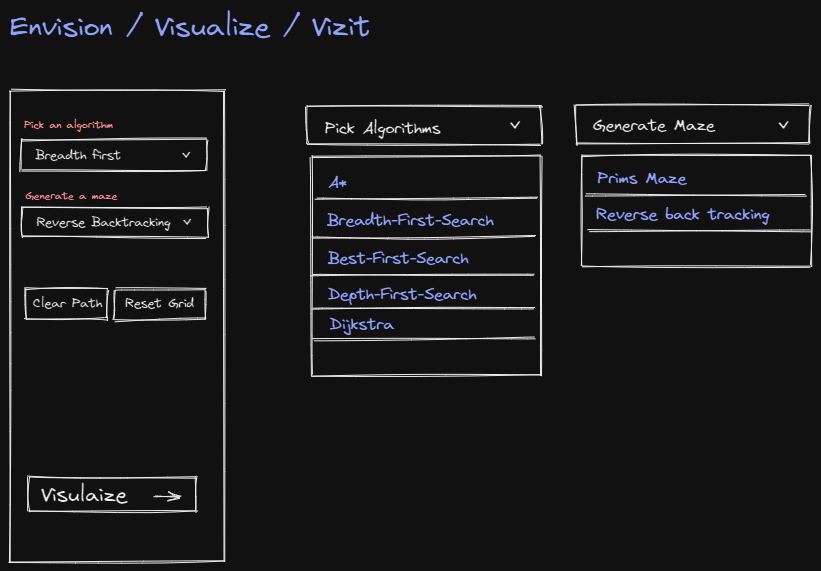 Envision / Visualize / Vizit
Pick an algorithm
Breadth first
Generate a maze
Reverse Backtracking
Clear Path
Reset Grid
Visulaize
Pick Algorithms
A*
Breadth-First-Search
Best-First-Search
Depth-First-Search
Dijkstra
Generate Maze
Prims Maze
Reverse back tracking